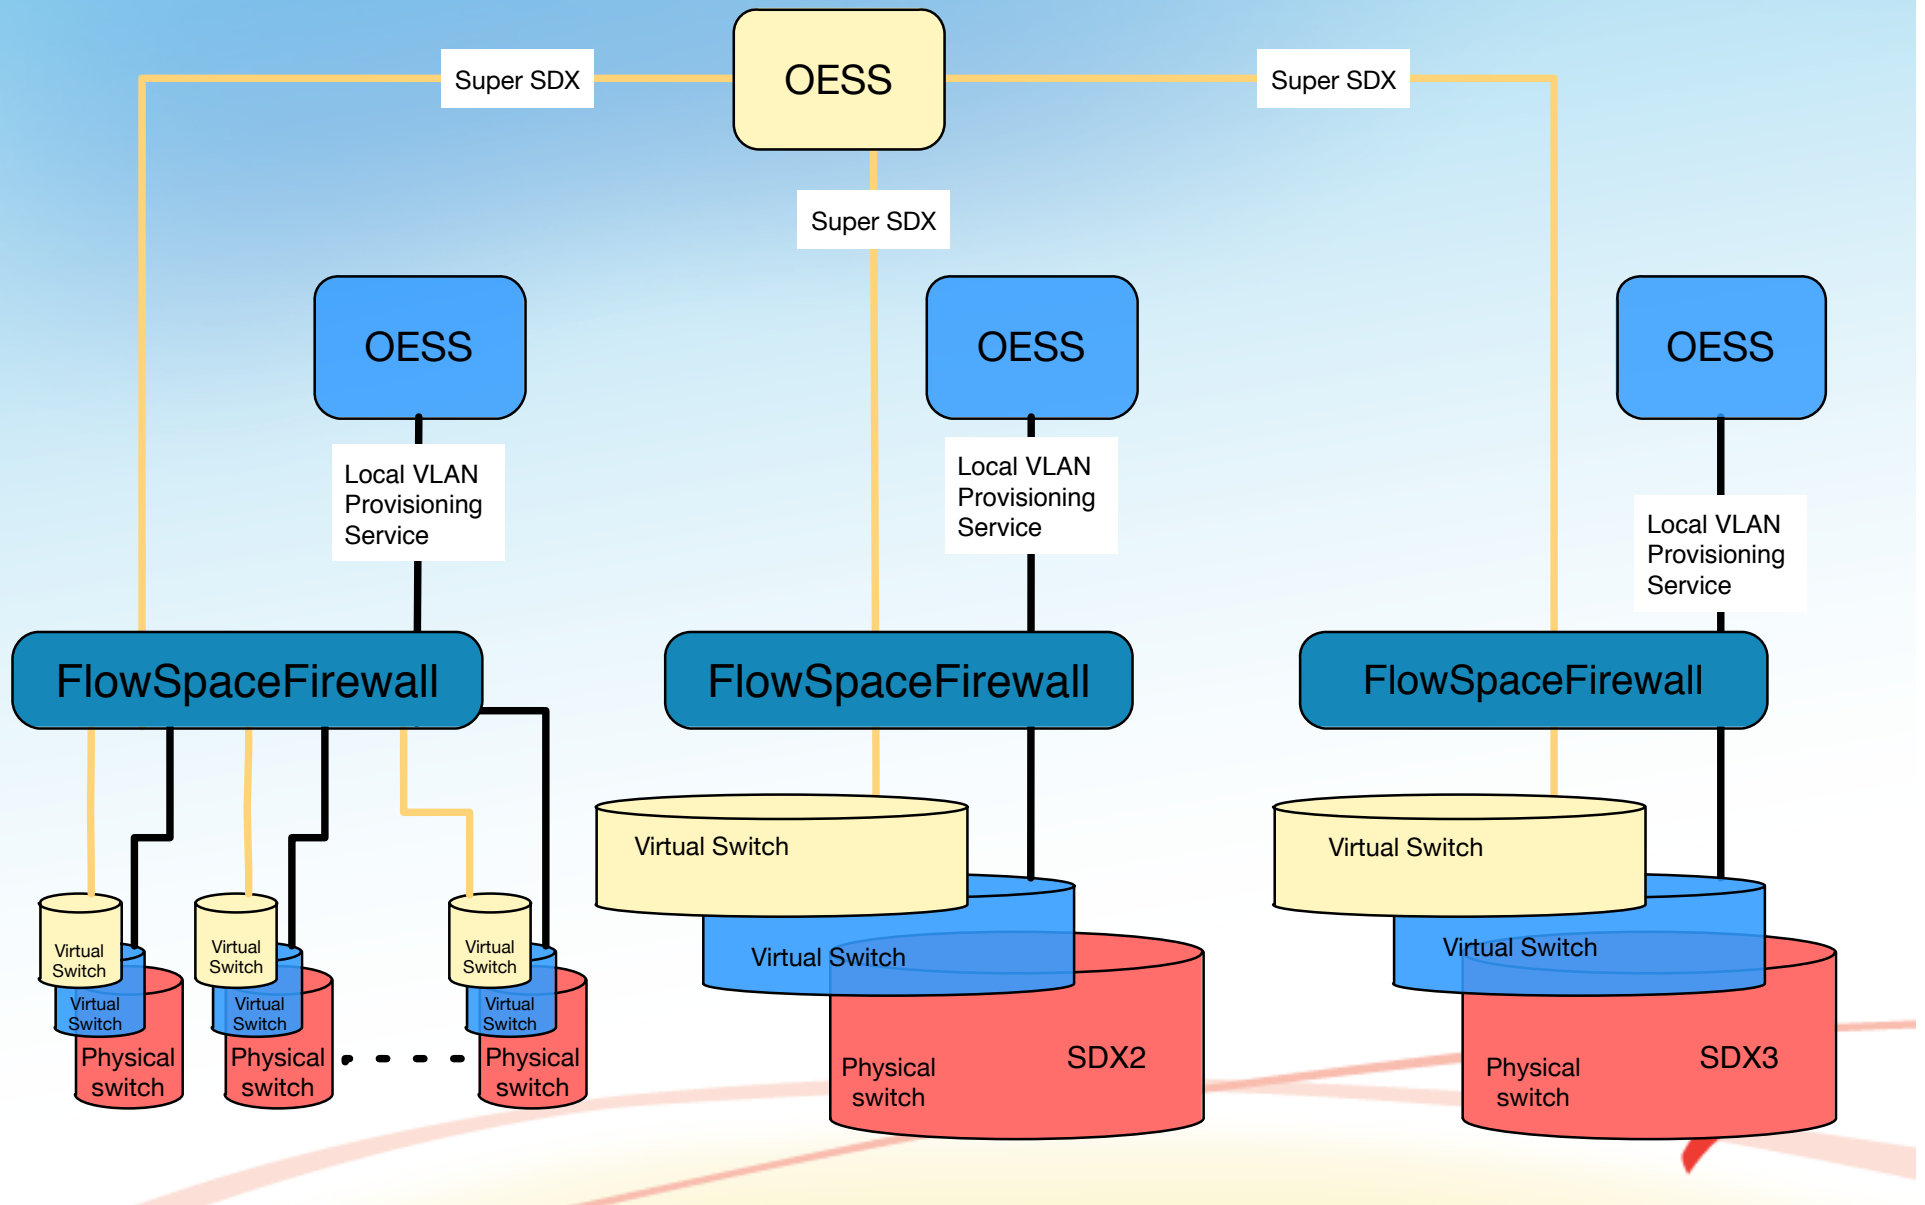 OESS
Super SDX
Super SDX
Super SDX
OESS
OESS
OESS
Local VLAN
Provisioning
Service
Local VLAN
Provisioning
Service
Local VLAN
Provisioning
Service
FlowSpaceFirewall
FlowSpaceFirewall
FlowSpaceFirewall
Virtual
Switch
Virtual
Switch
Physical
switch
Virtual
Switch
Virtual
Switch
Physical
switch
Virtual
Switch
Virtual
Switch
Physical
switch
Virtual Switch
Virtual Switch
Physical
switch
SDX2
Virtual Switch
Virtual Switch
Physical
switch
SDX3